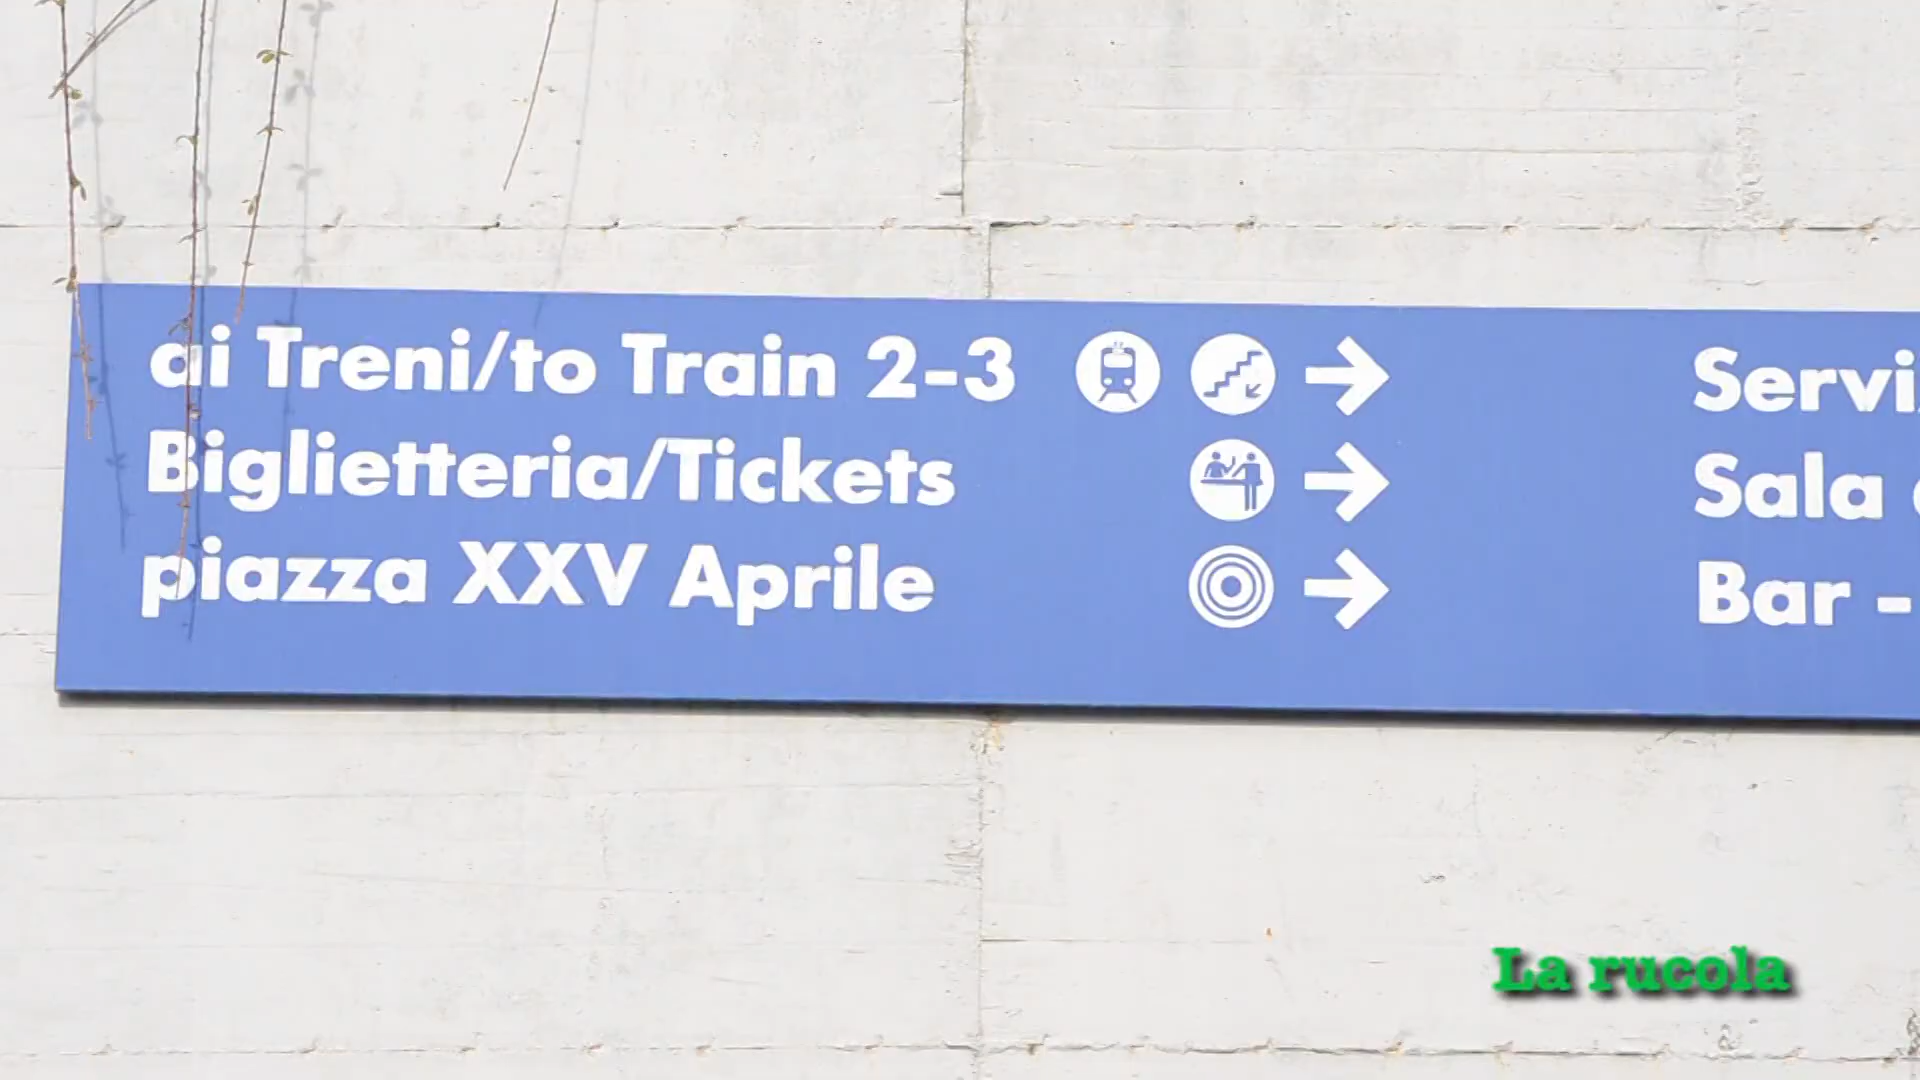 ai Treni/to Train 2-3
Biglietteria/Tickets
piazza XXV Aprile
Sala
Bar -
La rucola